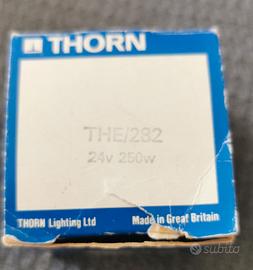 THORN
THE/282
24v 250w
THORN Lighting Ltd
Made in Great Britain
subito